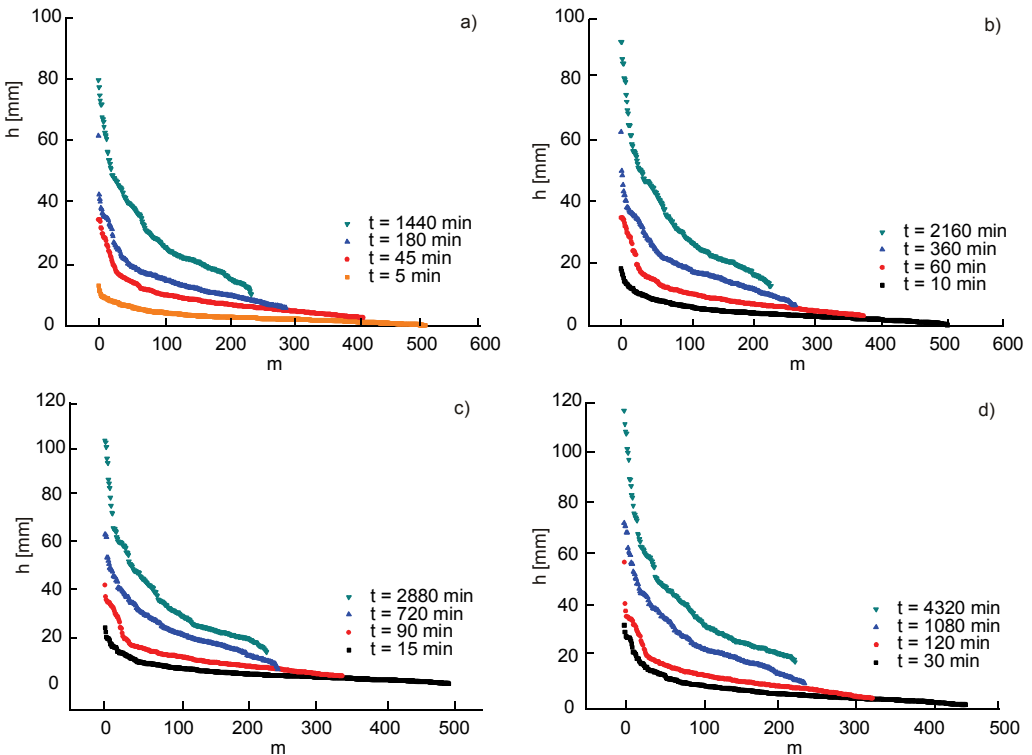 a)
100
80
60
40
20
0
h [mm]
t = 1440 min
t = 180 min
t = 45 min
t = 5 min
0 100 200 300 400 500 600
m
b)
100
80
60
40
20
0
h [mm]
t = 2160 min
t = 360 min
t = 60 min
t = 10 min
0 100 200 300 400 500 600
m
c)
120
100
80
60
40
20
0
h [mm]
t = 2880 min
t = 720 min
t = 90 min
t = 15 min
0 100 200 300 400 500
m
d)
120
100
80
60
40
20
0
h [mm]
t = 4320 min
t = 1080 min
t = 120 min
t = 30 min
0 100 200 300 400 500
m